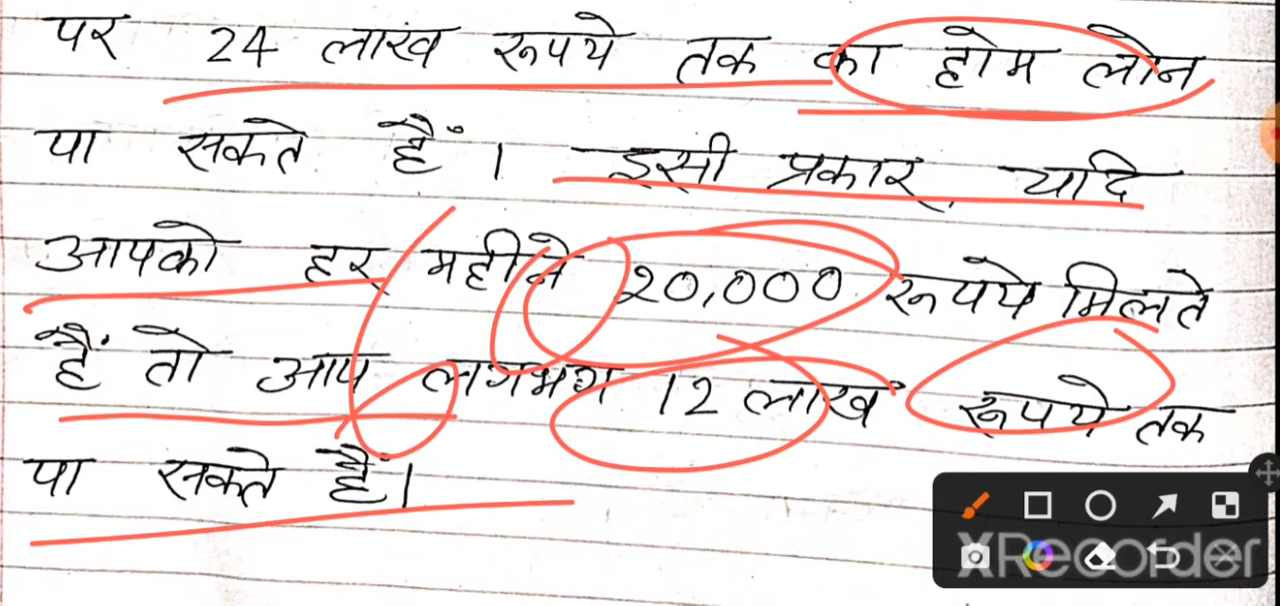 पर 24 लाख रूपये तक का होम लोन
पा सकते हैं। इसी प्रकार, यदि
आपको हर महीने 20,000 रूपये मिलते
हैं तो आप लगभग 12 लाख रूपये तक
पा सकते हैं।
XRecorder